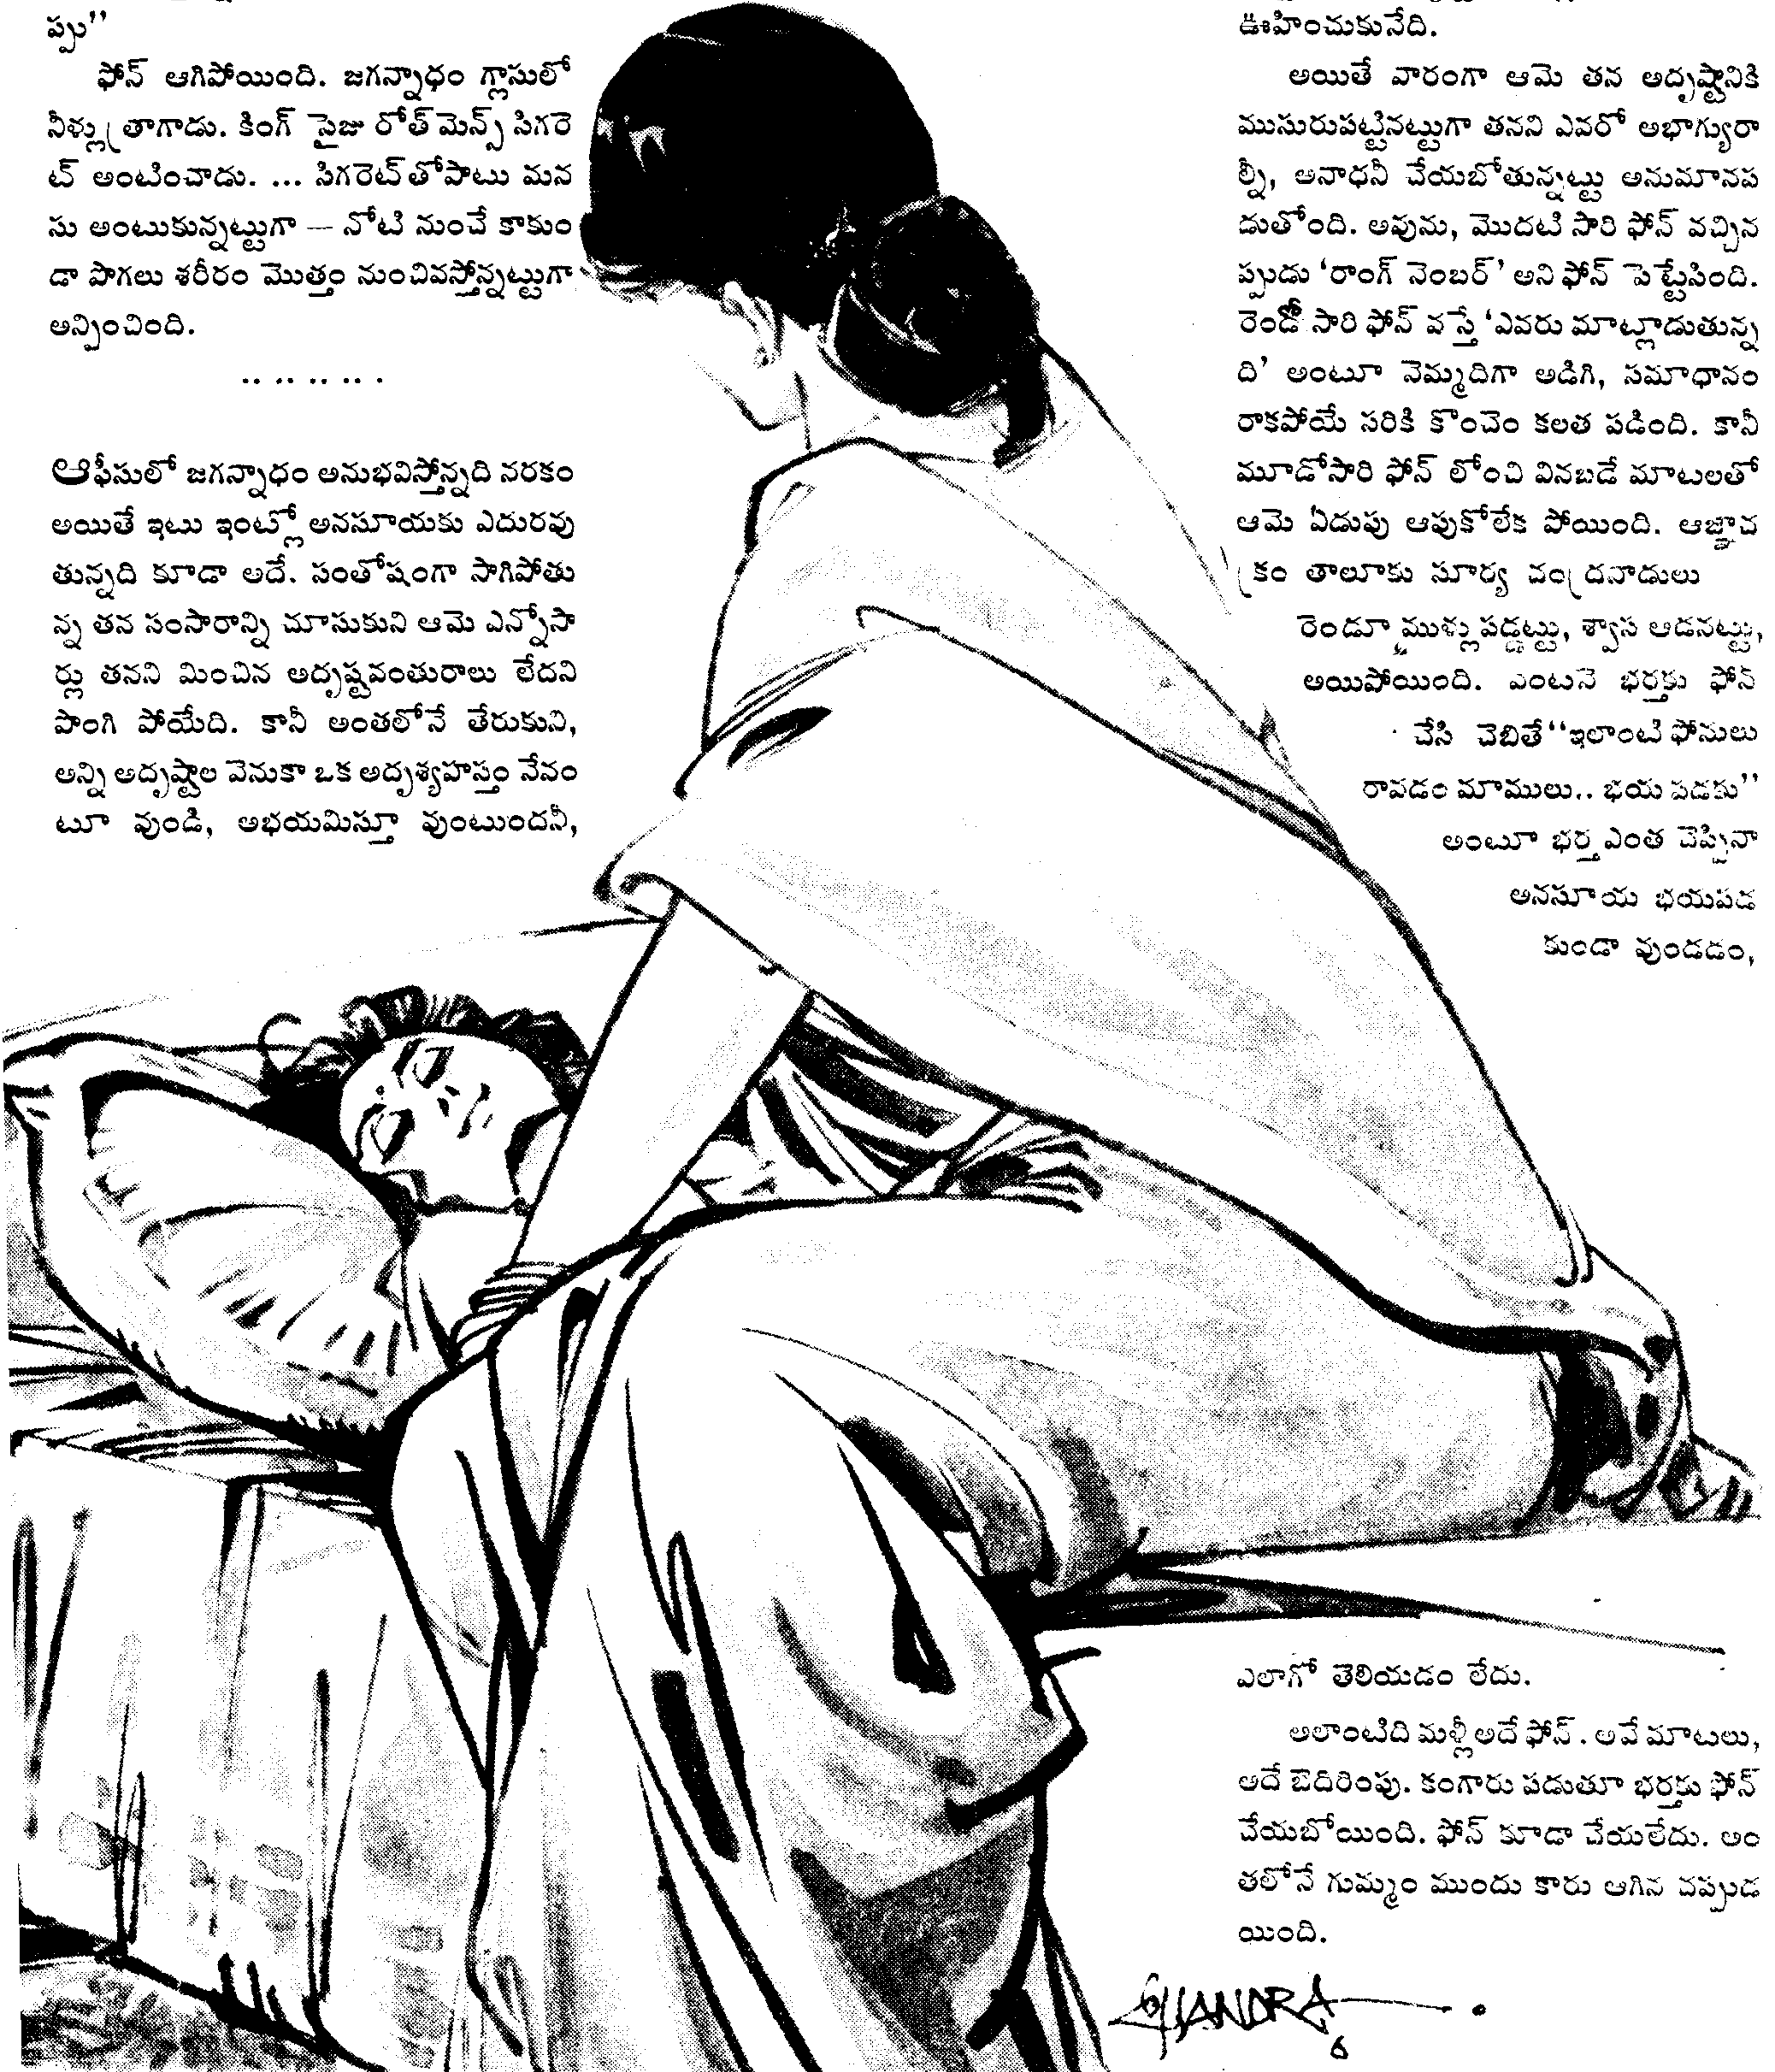 ప్పు"
ఫోన్ ఆగిపోయింది. జగన్నాధం గ్లాసులో
నీళ్ళు త్రాగాడు. కింగ్ సైజు రోత్‌మెన్స్ సిగరె
ట్ అంటించాడు. ... సిగరెట్‌తోపాటు మన
సు అంటుకున్నట్టుగా — నోటి నుంచే కాకుం
డా పొగలు శరీరం మొత్తం నుంచివస్తోన్నట్టుగా
అన్పించింది.
.. .. .. .. .
ఆఫీసులో జగన్నాధం అనుభవిస్తోన్నది నరకం
అయితే ఇటు ఇంట్లో అనసూయకు ఎదురవు
తున్నది కూడా అదే. సంతోషంగా సాగిపోతు
న్న తన సంసారాన్ని చూసుకుని ఆమె ఎన్నోసా
ర్లు తనని మించిన అదృష్టవంతురాలు లేదని
పొంగి పోయేది. కానీ అంతలోనే తేరుకుని,
అన్ని అదృష్టాల వెనుకా ఒక అదృశ్యహస్తం నేనం
టూ వుండి, అభయమిస్తూ వుంటుందనీ,
ఊహించుకునేది.
అయితే వారంగా ఆమె తన అదృష్టానికి
ముసురుపట్టినట్టుగా తనని ఎవరో అభాగ్యురా
ల్నీ, అనాధనీ చేయబోతున్నట్టు అనుమానప
డుతోంది. అవును, మొదటి సారి ఫోన్ వచ్చిన
ప్పుడు 'రాంగ్ నెంబర్' అని ఫోన్ పెట్టేసింది.
రెండో సారి ఫోన్ వస్తే 'ఎవరు మాట్లాడుతున్న
ది' అంటూ నెమ్మదిగా అడిగి, సమాధానం
రాకపోయే సరికి కొంచెం కలత పడింది. కానీ
మూడోసారి ఫోన్ లోంచి వినబడే మాటలతో
ఆమె ఏడుపు ఆపుకోలేక పోయింది. ఆజ్ఞాచ
క్రం తాలూకు సూర్య చంద్రనాడులు
రెండూ ముళ్లు పడ్డట్టు, శ్వాస ఆడనట్టు,
అయిపోయింది. వెంటనె భర్తకు ఫోన్
చేసి చెబితే "ఇలాంటి ఫోనులు
రావడం మాములు.. భయ పడకు"
అంటూ భర్త ఎంత చెప్పినా
అనసూయ భయపడ
కుండా వుండడం,
ఎలాగో తెలియడం లేదు.
అలాంటిది మళ్లీ అదే ఫోన్. అవే మాటలు,
అదే బెదిరింపు. కంగారు పడుతూ భర్తకు ఫోన్
చేయబోయింది. ఫోన్ కూడా చేయలేదు. అం
తలోనే గుమ్మం ముందు కారు ఆగిన చప్పుడ
యింది.
CHANDRA
6